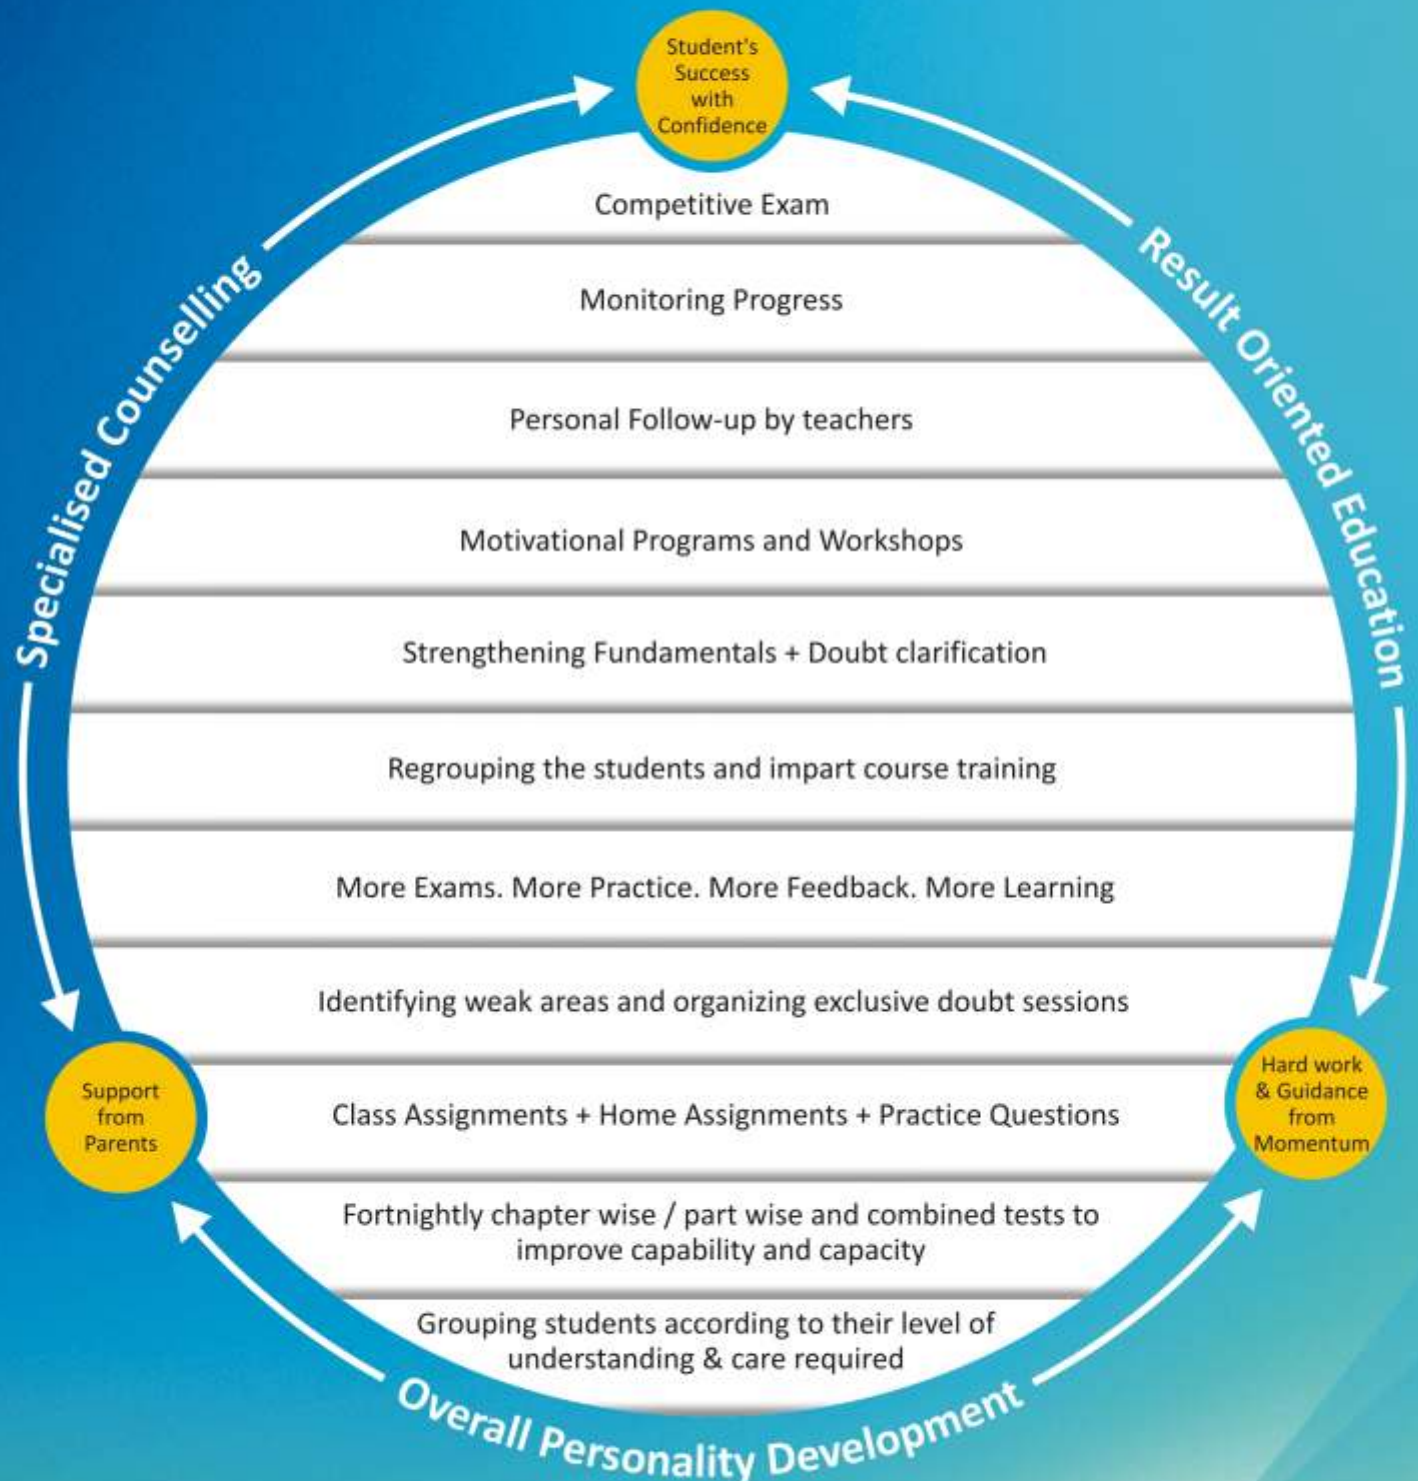 Student's
Success
with
Confidence
Competitive Exam
Monitoring Progress
Personal Follow-up by teachers
Motivational Programs and Workshops
Strengthening Fundamentals + Doubt clarification
Regrouping the students and impart course training
More Exams. More Practice. More Feedback. More Learning
Identifying weak areas and organizing exclusive doubt sessions
Class Assignments + Home Assignments + Practice Questions
Fortnightly chapter wise / part wise and combined tests to
improve capability and capacity
Grouping students according to their level of
understanding & care required
Specialised Counselling
Result Oriented Education
Support
from
Parents
Hard work
& Guidance
from
Momentum
Overall Personality Development